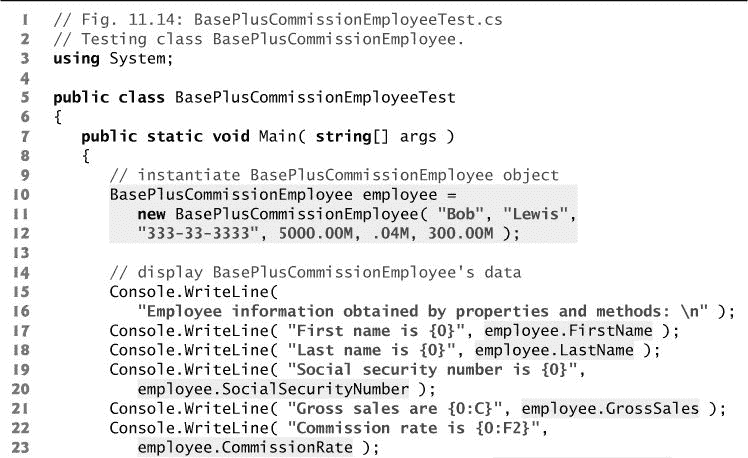 1 // Fig. 11.14: BasePlusCommissionEmployeeTest.cs
2 // Testing class BasePlusCommissionEmployee.
3 using System;
4
5 public class BasePlusCommissionEmployeeTest
6 {
7 public static void Main( string[] args )
8 {
9 // instantiate BasePlusCommissionEmployee object
10 BasePlusCommissionEmployee employee =
11 new BasePlusCommissionEmployee( "Bob", "Lewis",
12 "333-33-3333", 5000.00M, .04M, 300.00M );
13
14 // display BasePlusCommissionEmployee's data
15 Console.WriteLine(
16 "Employee information obtained by properties and methods: \n" );
17 Console.WriteLine( "First name is {0}", employee.FirstName );
18 Console.WriteLine( "Last name is {0}", employee.LastName );
19 Console.WriteLine( "Social security number is {0}",
20 employee.SocialSecurityNumber );
21 Console.WriteLine( "Gross sales are {0:C}", employee.GrossSales );
22 Console.WriteLine( "Commission rate is {0:F2}",
23 employee.CommissionRate );